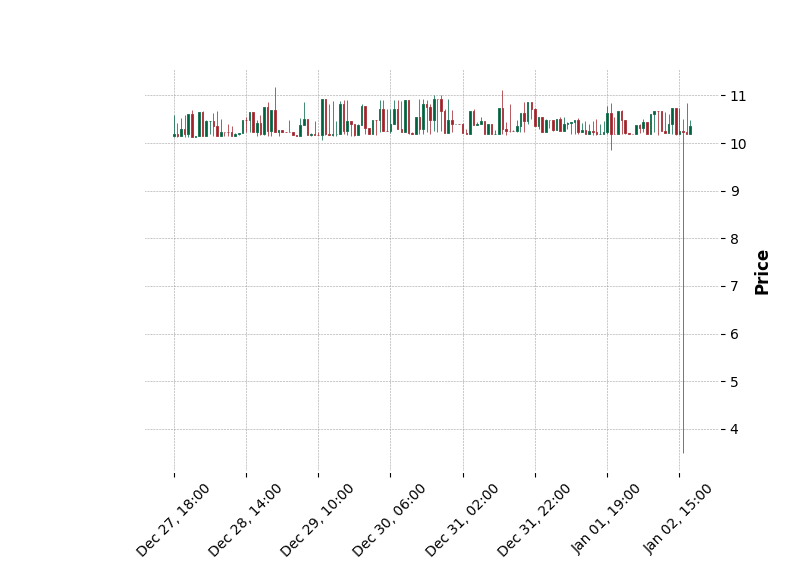 11
10
9
8
7
6
5
4
Price
Dec 27, 18:00
Dec 28, 14:00
Dec 29, 10:00
Dec 30, 06:00
Dec 31, 02:00
Dec 31, 22:00
Jan 01, 19:00
Jan 02, 15:00